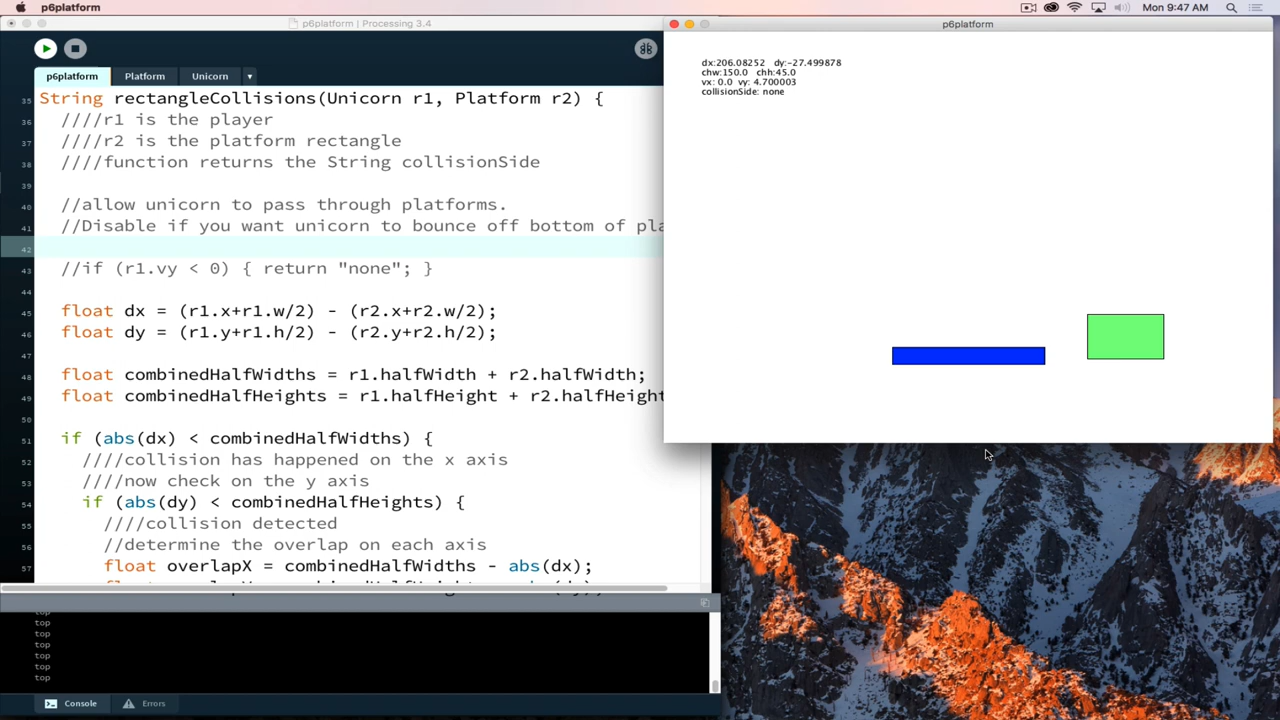 p6platform
Mon 9:47 AM
p6platform | Processing 3.4
p6platform
p6platform Platform Unicorn
35 String rectangleCollisions(Unicorn r1, Platform r2) {
36 ////r1 is the player
37 ////r2 is the platform rectangle
38 ////function returns the String collisionSide
39
40 //allow unicorn to pass through platforms.
41 //Disable if you want unicorn to bounce off bottom of pla
42
43 //if (r1.vy < 0) { return "none"; }
44
45 float dx = (r1.x+r1.w/2) - (r2.x+r2.w/2);
46 float dy = (r1.y+r1.h/2) - (r2.y+r2.h/2);
47
48 float combinedHalfWidths = r1.halfWidth + r2.halfWidth;
49 float combinedHalfHeights = r1.halfHeight + r2.halfHeight
50
51 if (abs(dx) < combinedHalfWidths) {
52 ////collision has happened on the x axis
53 ////now check on the y axis
54 if (abs(dy) < combinedHalfHeights) {
55 ////collision detected
56 //determine the overlap on each axis
57 float overlapX = combinedHalfWidths - abs(dx);
top
top
top
top
top
top
top
Console Errors
dx:206.08252 dy:-27.499878
chw:150.0 chh:45.0
vx: 0.0 vy: 4.700003
collisionSide: none